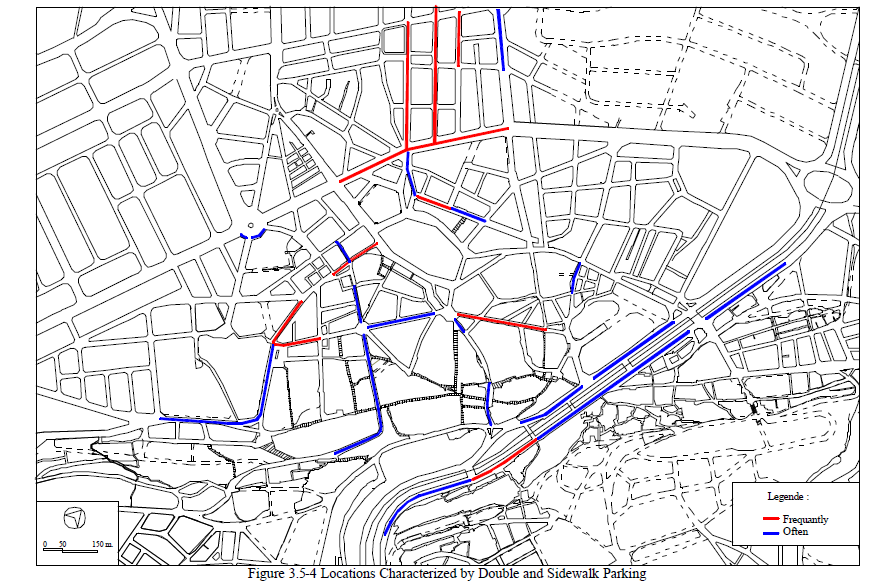 Legende :
Frequantly
Often
0 50 150 m.
Figure 3.5-4 Locations Characterized by Double and Sidewalk Parking